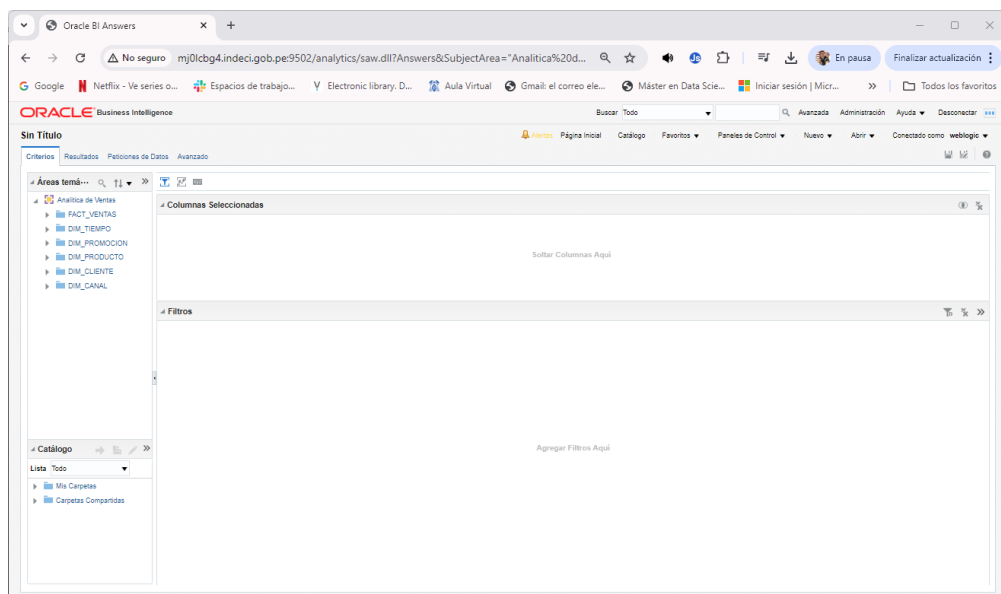 Oracle BI Answers
No seguro mj0lcbg4.indeci.gob.pe:9502/analytics/saw.dll?Answers&SubjectArea="Analitica%20d... En pausa Finalizar actualización
Google Netflix - Ve series o... Espacios de trabajo... Electronic library. D... Aula Virtual Gmail: el correo ele... Máster en Data Scie... Iniciar sesión | Micr... » Todos los favoritos
ORACLE Business Intelligence Buscar Todo Avanzada Administración Ayuda Desconectar
Sin Título Alertas Página Inicial Catálogo Favoritos Paneles de Control Nuevo Abrir Conectado como weblogic
Criterios Resultados Peticiones de Datos Avanzado
Áreas temá... »
Analitica de Ventas
FACT_VENTAS
DIM_TIEMPO
DIM_PROMOCION
DIM_PRODUCTO
DIM_CLIENTE
DIM_CANAL
Columnas Seleccionadas
Soltar Columnas Aquí
Filtros »
Agregar Filtros Aquí
Catálogo »
Lista Todo
Mis Carpetas
Carpetas Compartidas